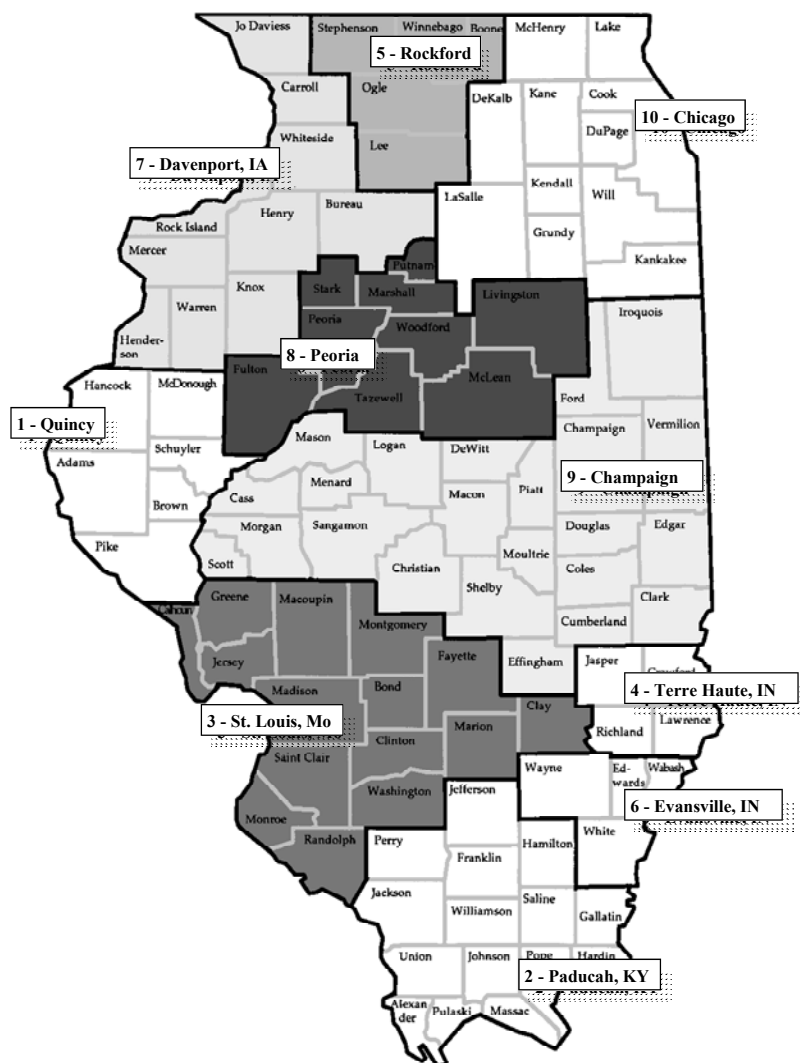 Jo Daviess
Stephenson
Winnebago
Boone
McHenry
Lake
5 - Rockford
Carroll
Ogle
DeKalb
Kane
Cook
10 - Chicago
DuPage
Whiteside
Lee
7 - Davenport, IA
LaSalle
Kendall
Will
Bureau
Henry
Rock Island
Grundy
Mercer
Kankakee
Putnam
Knox
Stark
Marshall
Livingston
Warren
Peoria
Iroquois
Woodford
Hender-
son
8 - Peoria
Fulton
McLean
Hancock
McDonough
Tazewell
Ford
1 - Quincy
Champaign
Vermilion
Mason
Logan
DeWitt
Schuyler
Adams
9 - Champaign
Menard
Piatt
Cass
Macon
Brown
Morgan
Sangamon
Douglas
Edgar
Pike
Moultrie
Scott
Christian
Coles
Shelby
Greene
Macoupin
Clark
Calhoun
Cumberland
Montgomery
Fayette
Jersey
Effingham
Jasper
Crawford
Madison
Bond
4 - Terre Haute, IN
Clay
3 - St. Louis, Mo
Marion
Lawrence
Richland
Clinton
Saint Clair
Wayne
Ed-
wards
Wabash
Washington
Jefferson
6 - Evansville, IN
Monroe
Randolph
Perry
Hamilton
White
Franklin
Jackson
Saline
Williamson
Gallatin
Union
Johnson
Pope
Hardin
2 - Paducah, KY
Alexan
der
Pulaski
Massac